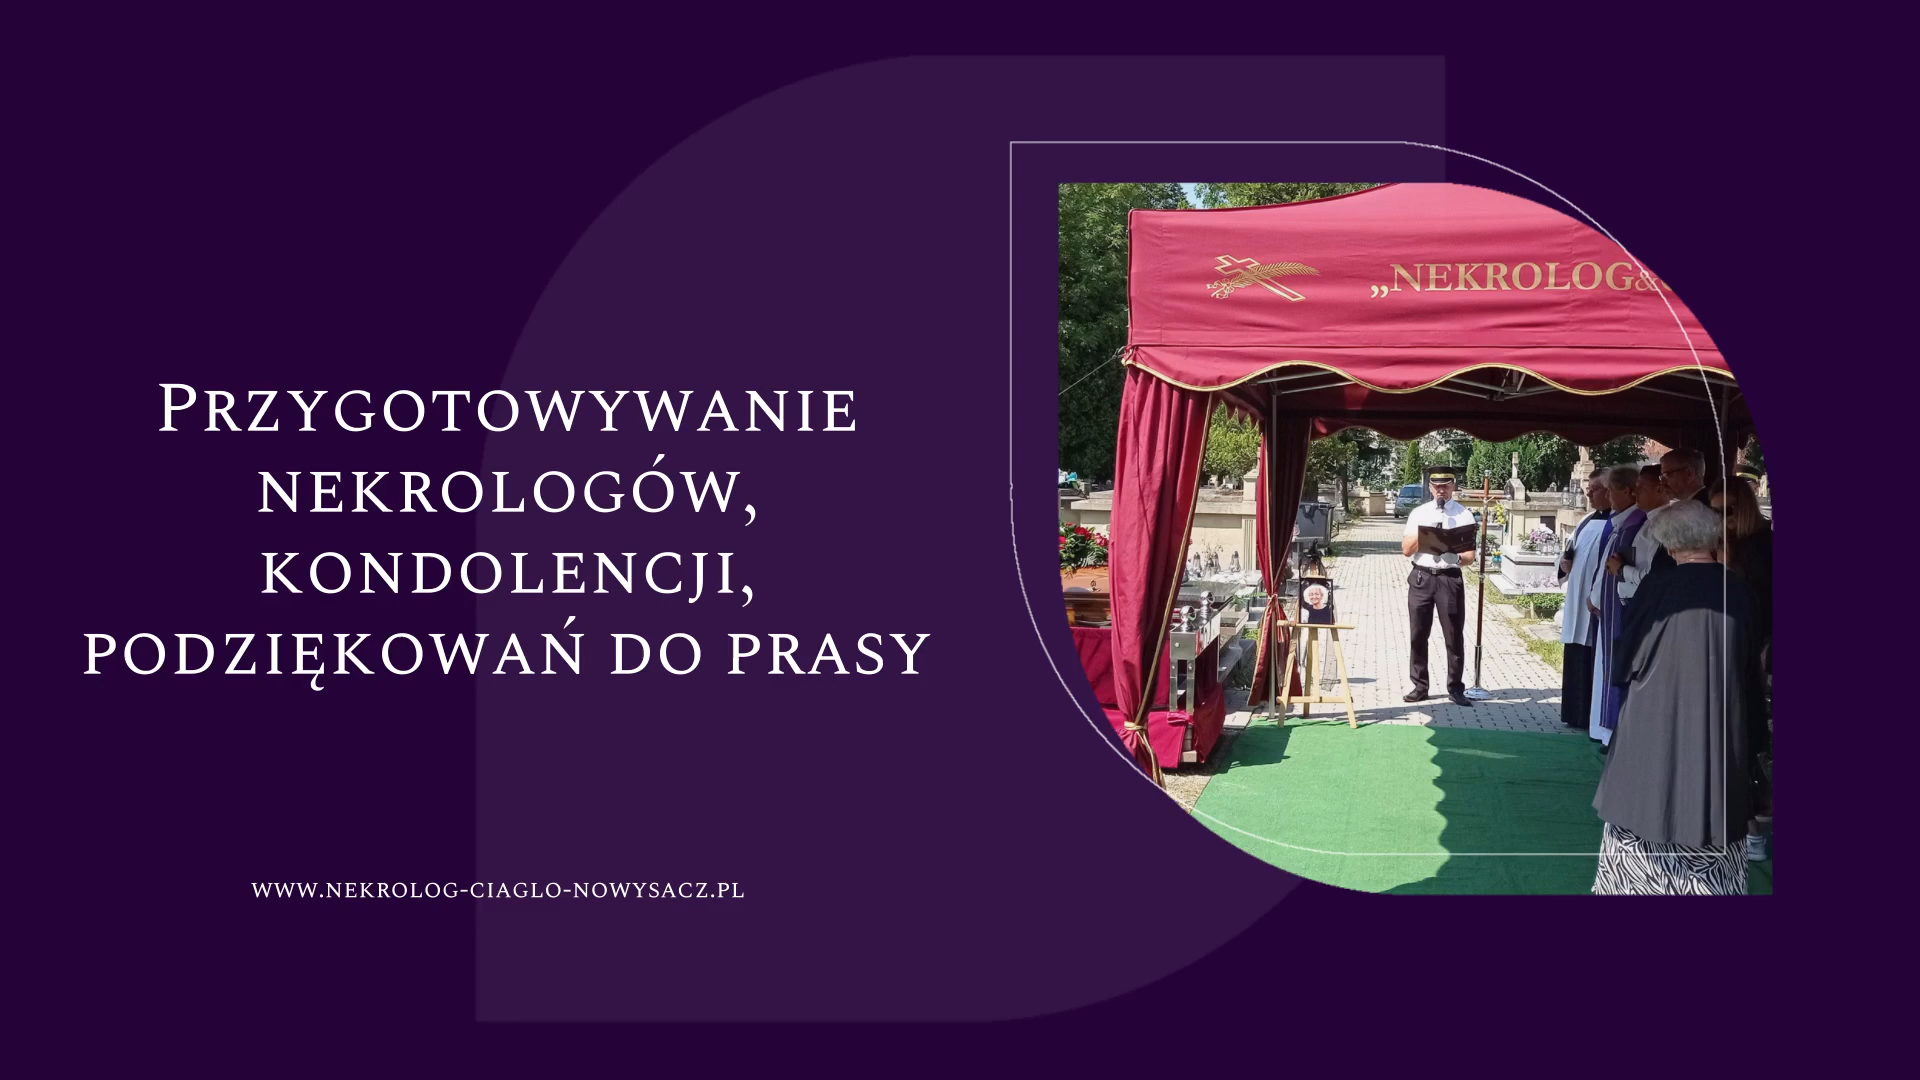 Przygotowywanie
nekrologów,
kondolencji,
podziękowań do prasy
www.nekrolog-ciaglo-nowysacz.pl
„NEKROLOG&